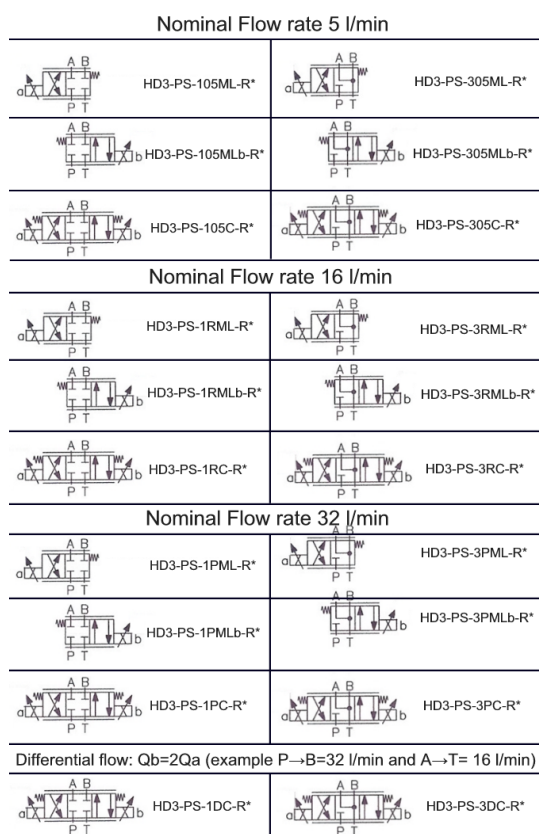 Nominal Flow rate 5 l/min
A B
a
P T
HD3-PS-105ML-R*
A B
a
P T
HD3-PS-305ML-R*
A B
b
P T
HD3-PS-105MLb-R*
A B
b
P T
HD3-PS-305MLb-R*
A B
a b
P T
HD3-PS-105C-R*
A B
a b
P T
HD3-PS-305C-R*
Nominal Flow rate 16 l/min
A B
a
P T
HD3-PS-1RML-R*
A B
a
P T
HD3-PS-3RML-R*
A B
b
P T
HD3-PS-1RMLb-R*
A B
b
P T
HD3-PS-3RMLb-R*
A B
a b
P T
HD3-PS-1RC-R*
A B
a b
P T
HD3-PS-3RC-R*
Nominal Flow rate 32 l/min
A B
a
P T
HD3-PS-1PML-R*
A B
a
P T
HD3-PS-3PML-R*
A B
b
P T
HD3-PS-1PMLb-R*
A B
b
P T
HD3-PS-3PMLb-R*
A B
a b
P T
HD3-PS-1PC-R*
A B
a b
P T
HD3-PS-3PC-R*
Differential flow: Qb=2Qa (example P→B=32 l/min and A→T= 16 l/min)
A B
a b
P T
HD3-PS-1DC-R*
A B
a b
P T
HD3-PS-3DC-R*